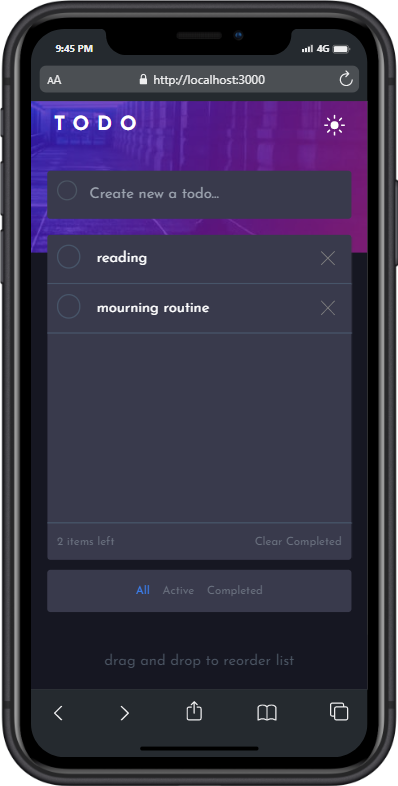 9:45 PM 4G
AA http://localhost:3000
TODO
Create new a todo...
reading
mourning routine
2 items left Clear Completed
All Active Completed
drag and drop to reorder list